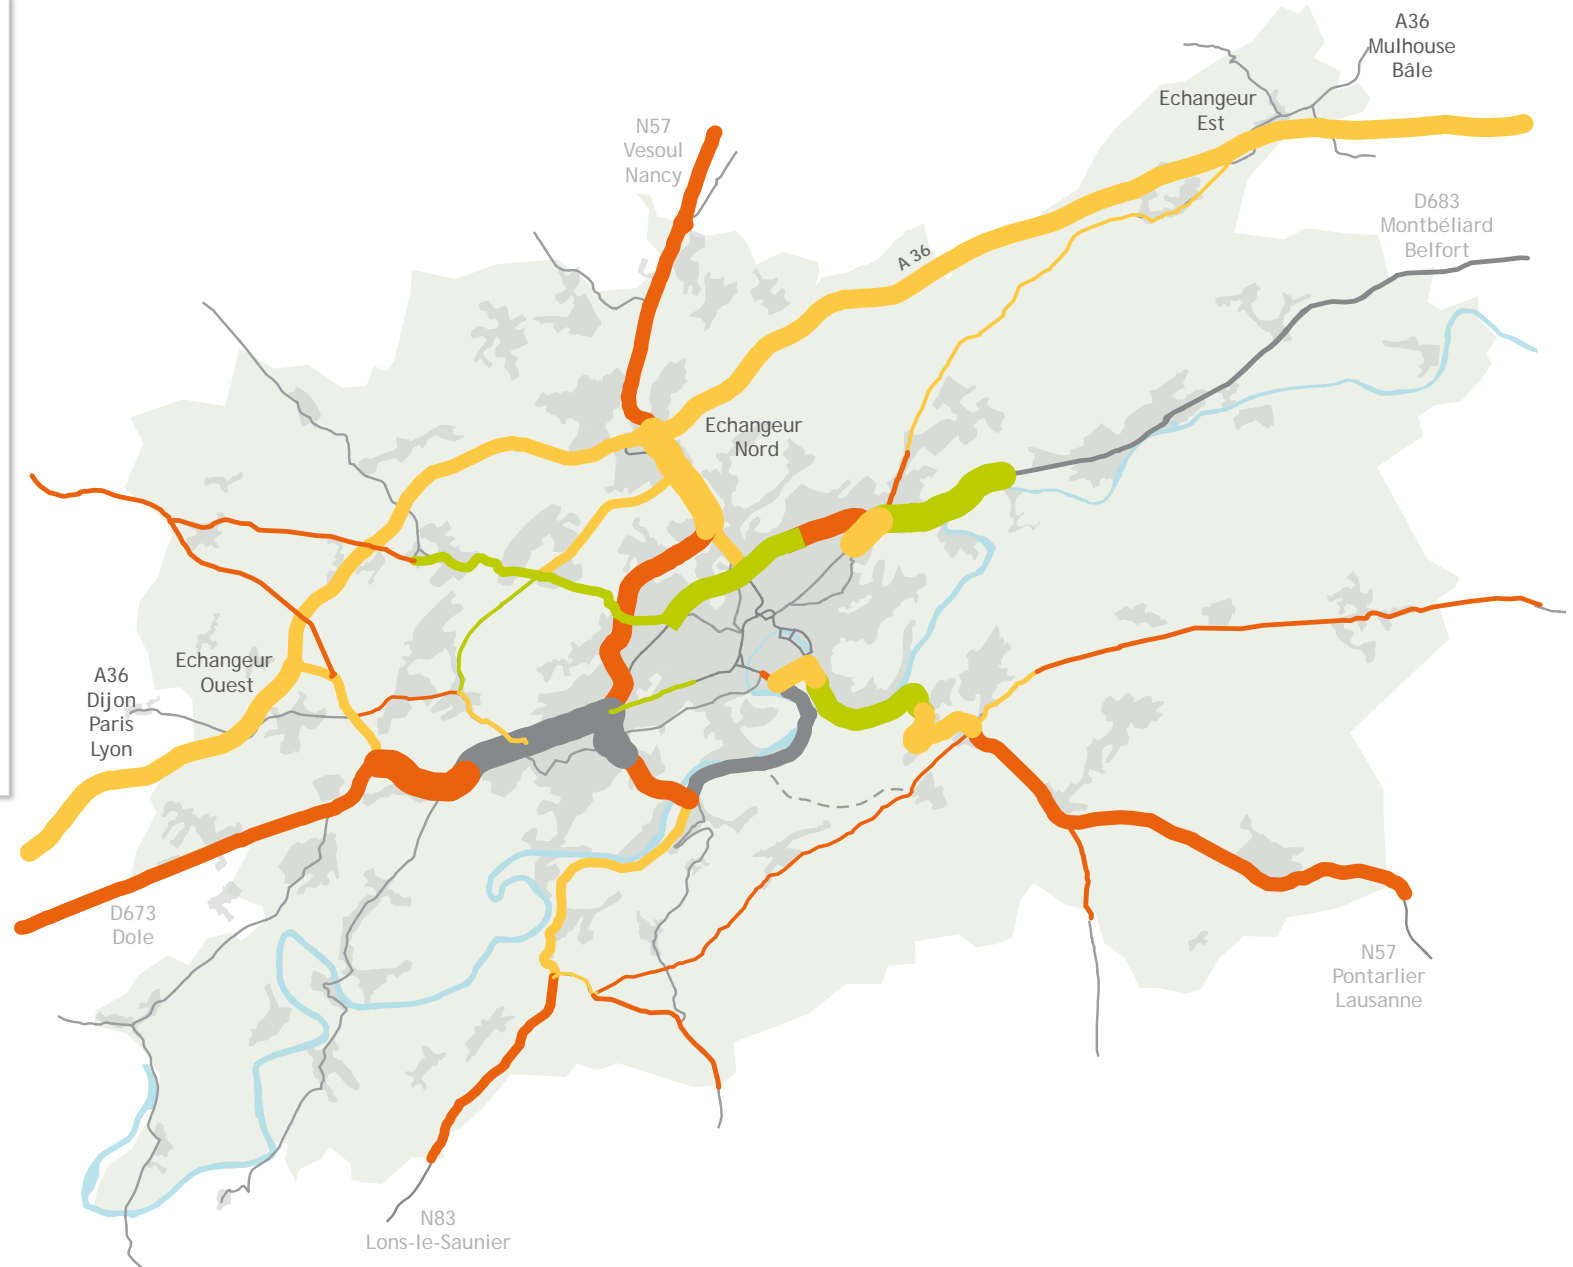 A36
Mulhouse
Bâle
Echangeur
Est
N57
Vesoul
Nancy
D683
Montbéliard
Belfort
A 36
Echangeur
Nord
Echangeur
Ouest
A36
Dijon
Paris
Lyon
D673
Dole
N57
Pontarlier
Lausanne
N83
Lons-le-Saunier